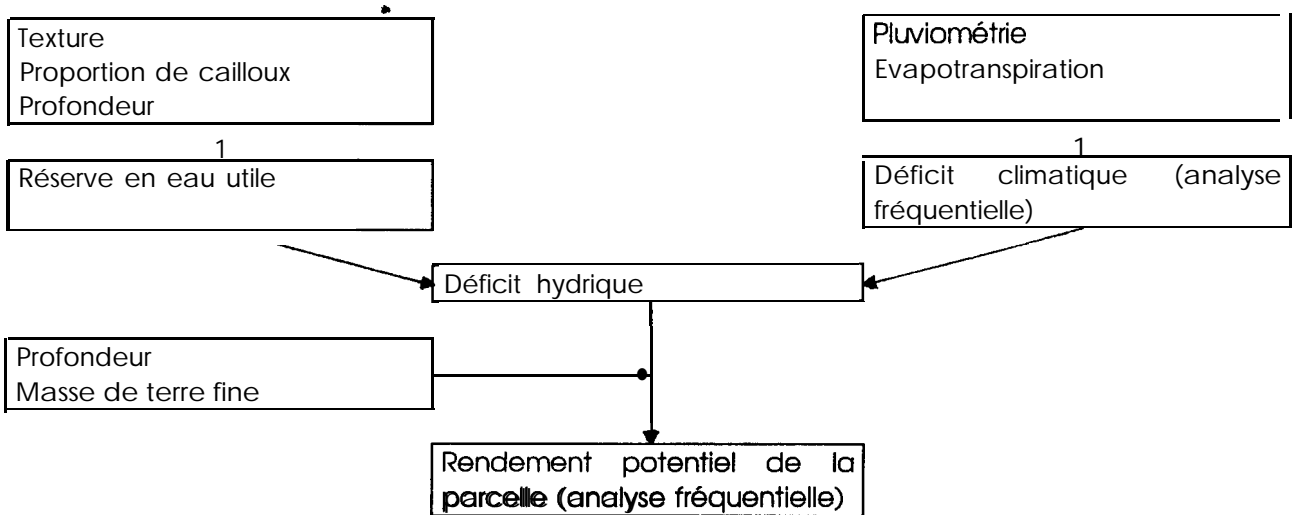 Texture
Proportion de cailloux
Profondeur
Pluviométrie
Evapotranspiration
1
1
Réserve en eau utile
Déficit climatique (analyse
fréquentielle)
Déficit hydrique
Profondeur
Masse de terre fine
Rendement potentiel de la
parcelle (analyse fréquentielle)